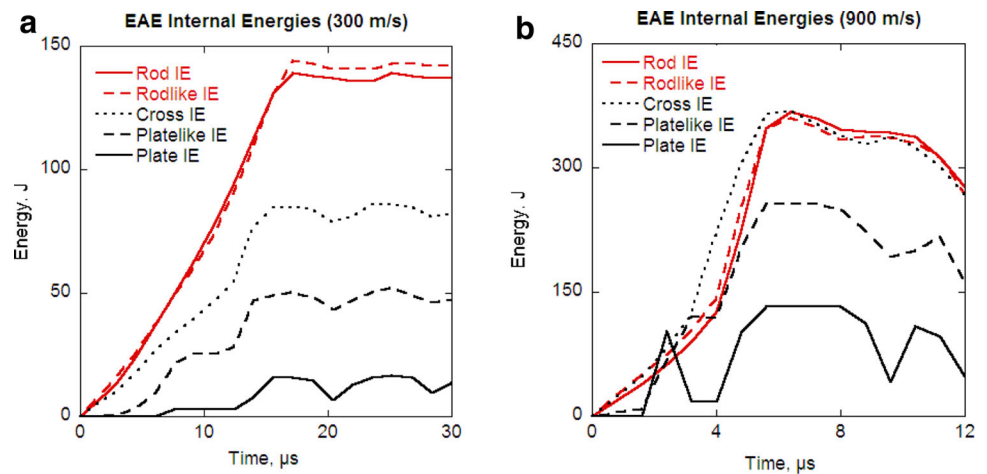 a
EAE Internal Energies (300 m/s)
150
100
50
0
Energy. J
Rod IE
Rodlike IE
Cross IE
Platelike IE
Plate IE
0 10 20 30
Time, µs
b
EAE Internal Energies (900 m/s)
450
300
150
0
Energy. J
Rod IE
Rodlike IE
Cross IE
Platelike IE
Plate IE
0 4 8 12
Time, µs